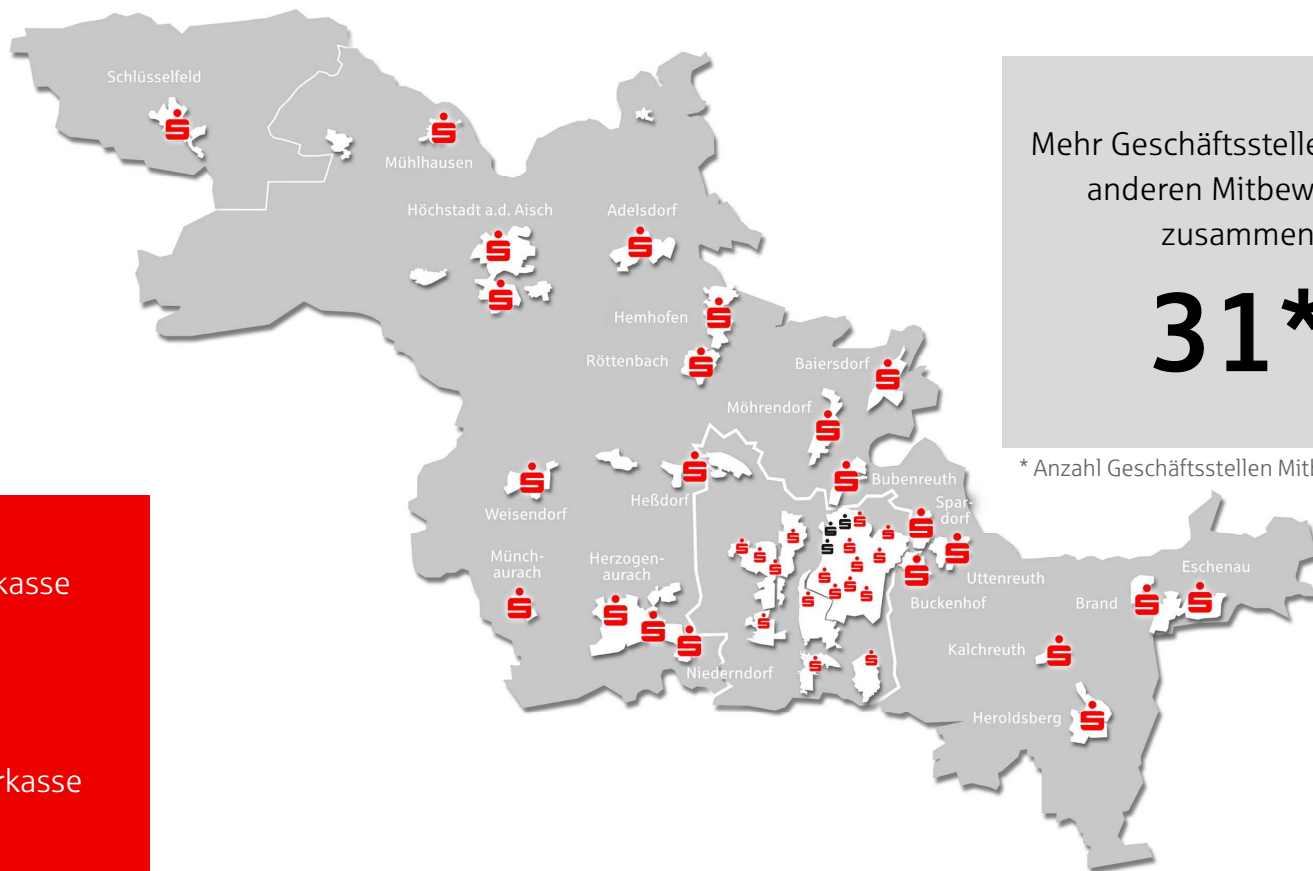 Schlüsselfeld
Mühlhausen
Höchstadt a.d. Aisch
Adelsdorf
Hemhofen
Röttenbach
Baiersdorf
Möhrendorf
Bubenreuth
Heßdorf
Weisendorf
Spar-
dorf
Münch-
aurach
Herzogen-
aurach
Uttenreuth
Buckenhof
Eschenau
Brand
Kalchreuth
Niederndorf
Heroldsberg
Mehr Geschäftsstelle
anderen Mitbew
zusammen
31*
* Anzahl Geschäftsstellen Mit
kasse
rkasse